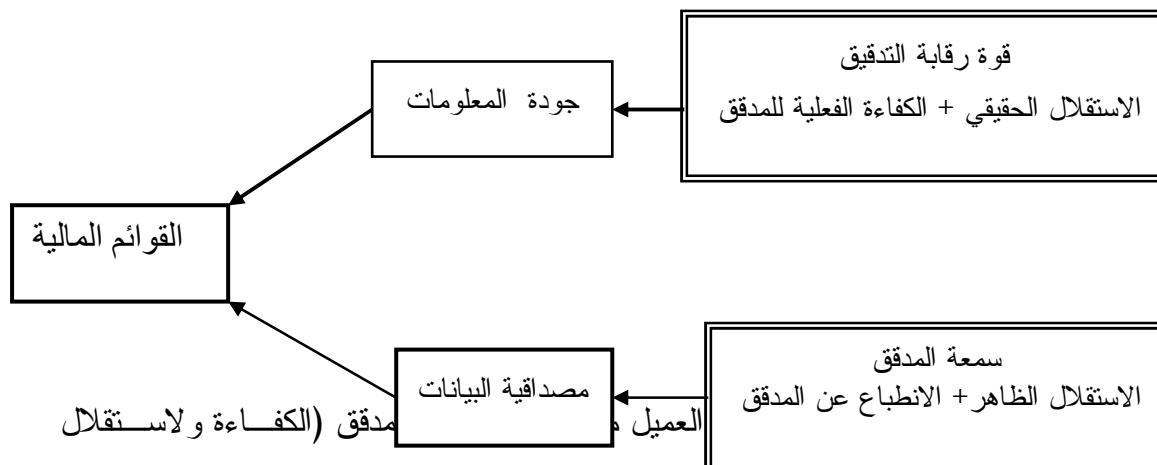 قوة رقابة التدقيق
الاستقلال الحقيقي + الكفاءة الفعلية للمدقق
جودة المعلومات
القوائم المالية
سمعة المدقق
الاستقلال الظاهر + الانطباع عن المدقق
مصداقية البيانات
العميل مدقق (الكفاءة ولاستقلال